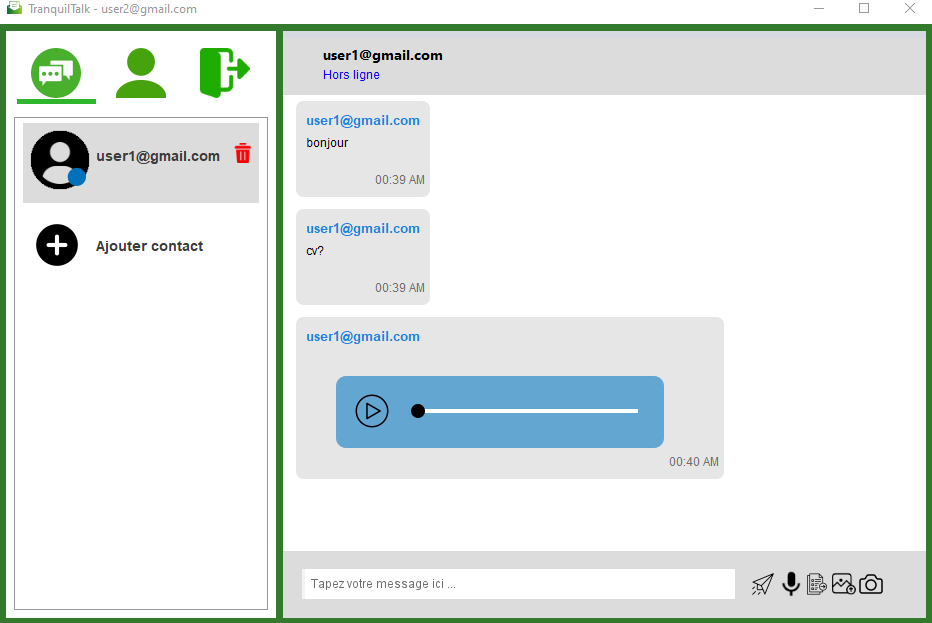 TranquilTalk - user2@gmail.com
user1@gmail.com
Ajouter contact
user1@gmail.com
Hors ligne
user1@gmail.com
bonjour
00:39 AM
user1@gmail.com
cv?
00:39 AM
user1@gmail.com
00:40 AM
Tapez votre message ici ...